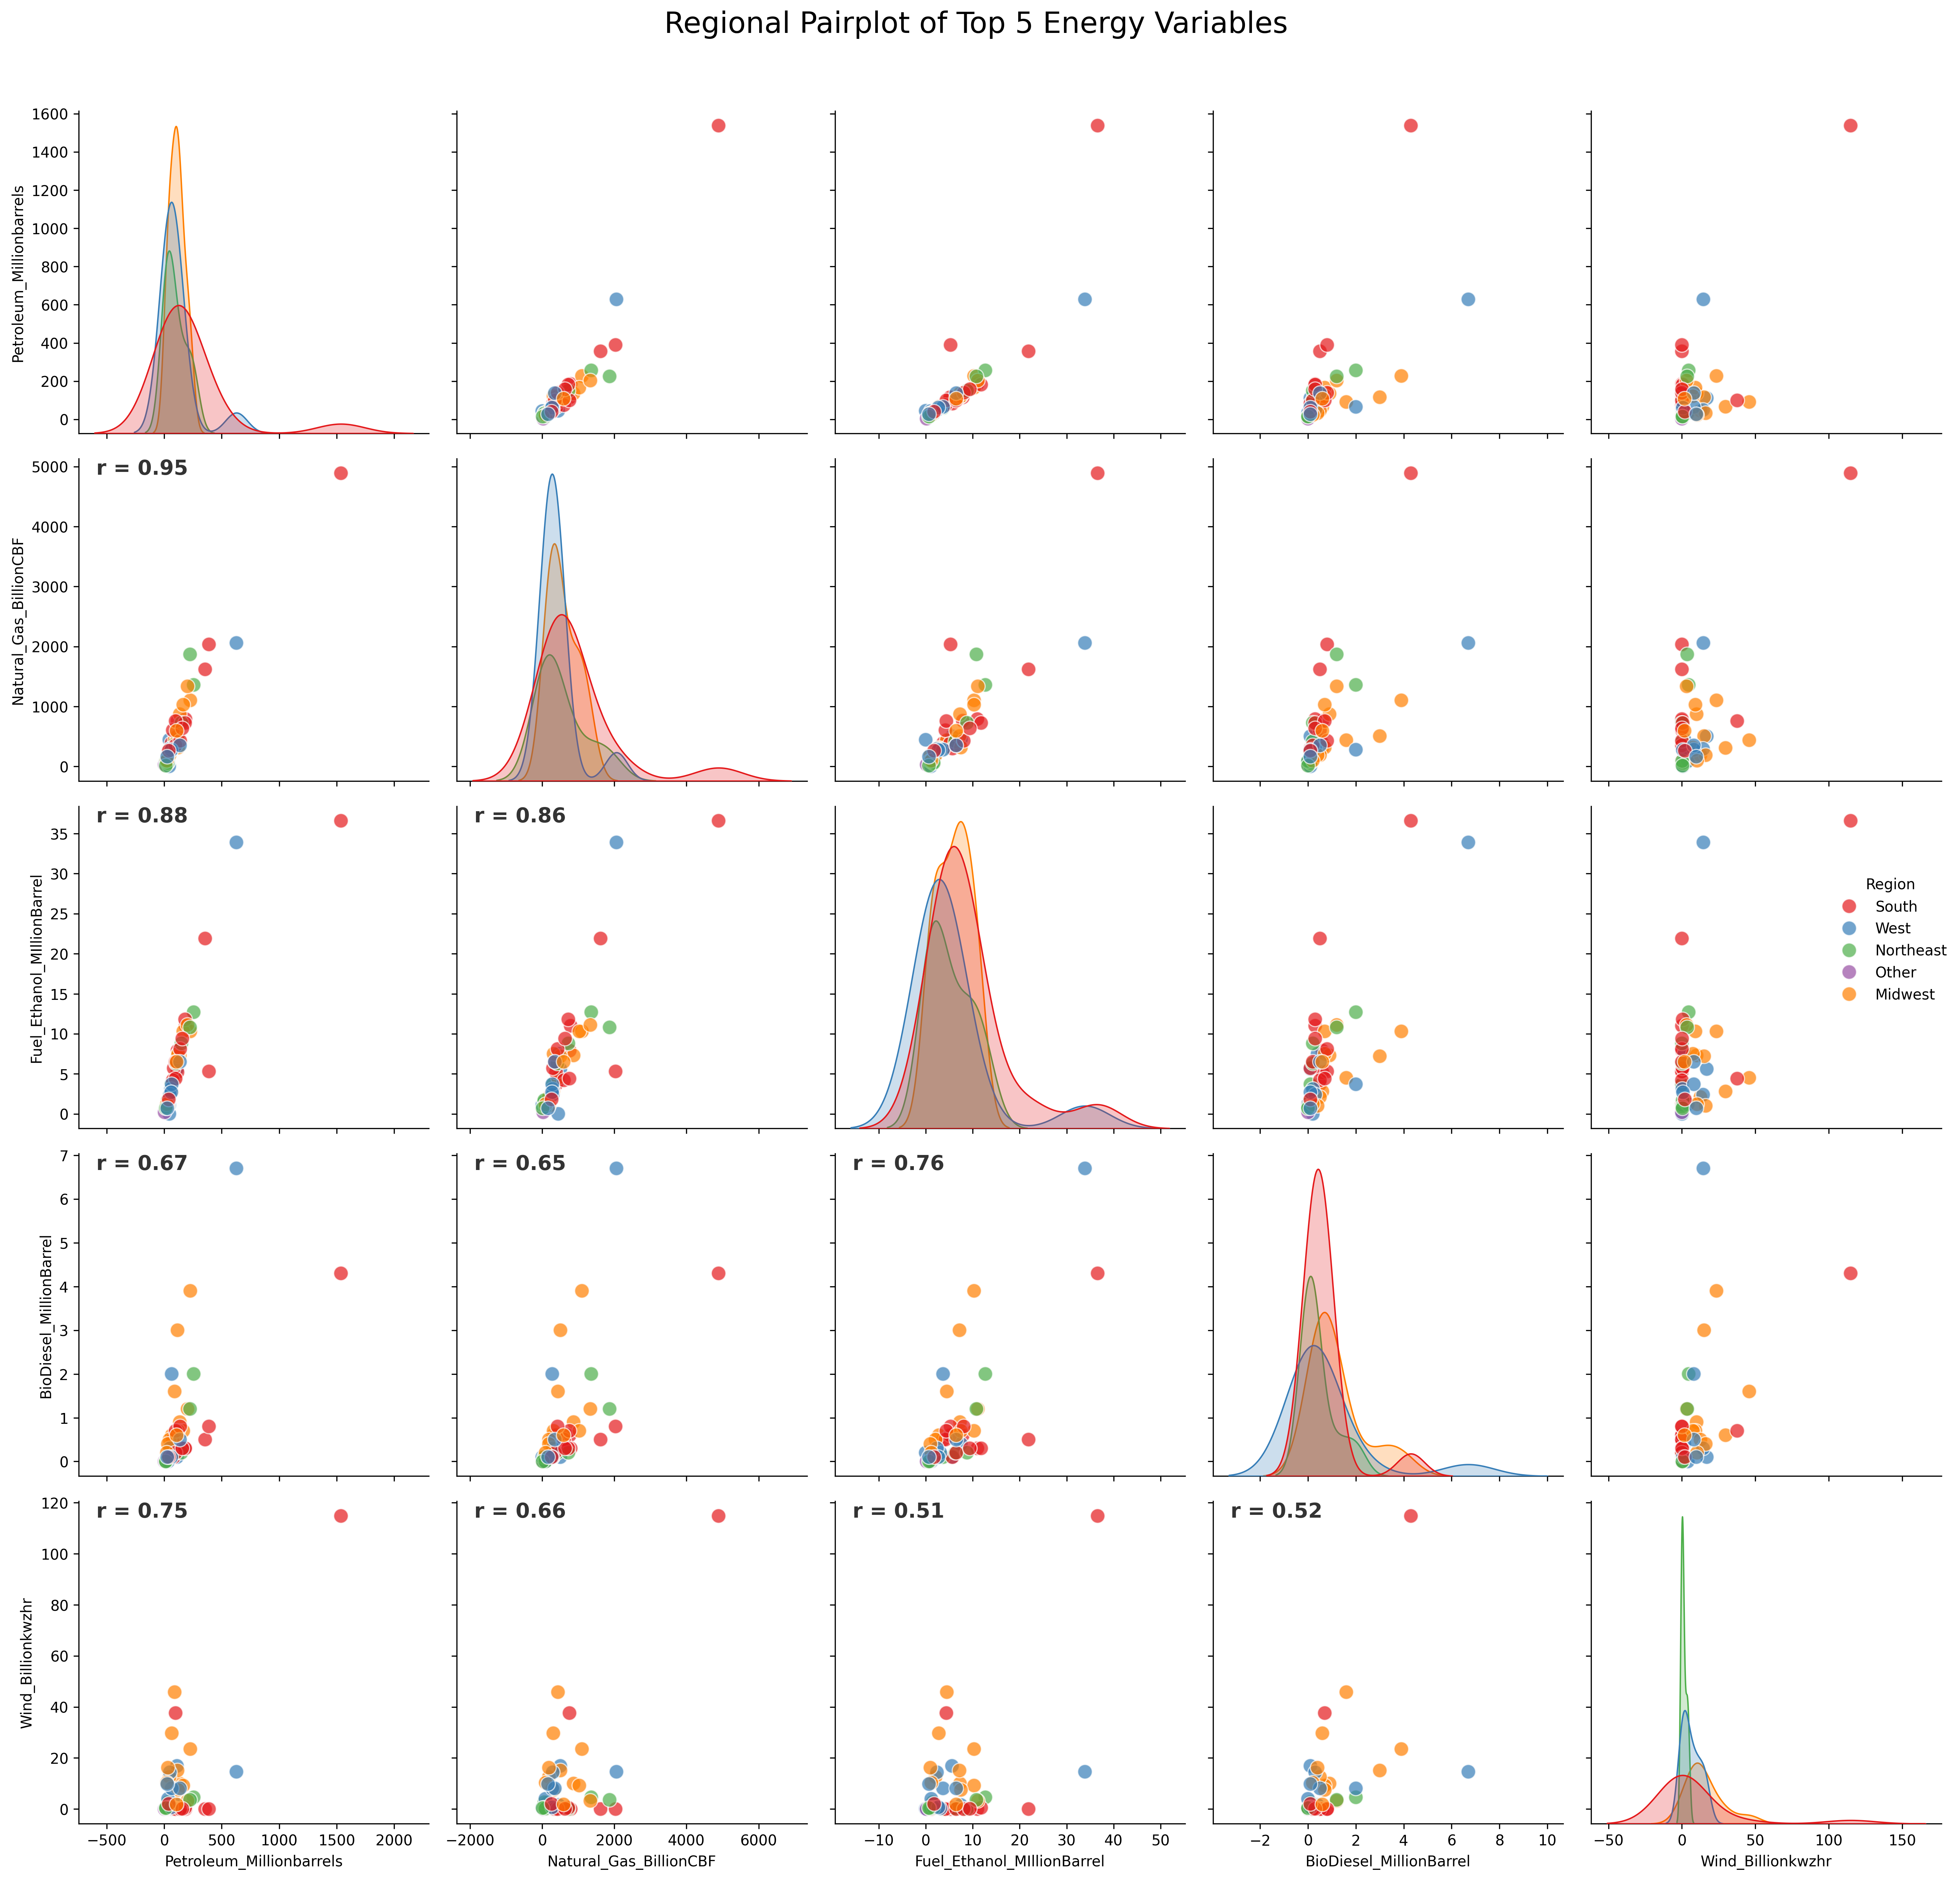 Regional Pairplot of Top 5 Energy Variables
1600
1400
1200
1000
800
600
400
200
0
Petroleum_Millionbarrels
r = 0.95
5000
4000
3000
2000
1000
0
Natural_Gas_BillionCBF
r = 0.88
r = 0.86
35
30
25
20
15
10
5
0
Fuel_Ethanol_MIllionBarrel
Region
South
West
Northeast
Other
Midwest
r = 0.67
r = 0.65
r = 0.76
7
6
5
4
3
2
1
0
BioDiesel_MillionBarrel
r = 0.75
r = 0.66
r = 0.51
r = 0.52
120
100
80
60
40
20
0
Wind_Billionkwzhr
−500 0 500 1000 1500 2000
−2000 0 2000 4000 6000
−10 0 10 20 30 40 50
−2 0 2 4 6 8 10
−50 0 50 100 150
Petroleum_Millionbarrels
Natural_Gas_BillionCBF
Fuel_Ethanol_MIllionBarrel
BioDiesel_MillionBarrel
Wind_Billionkwzhr